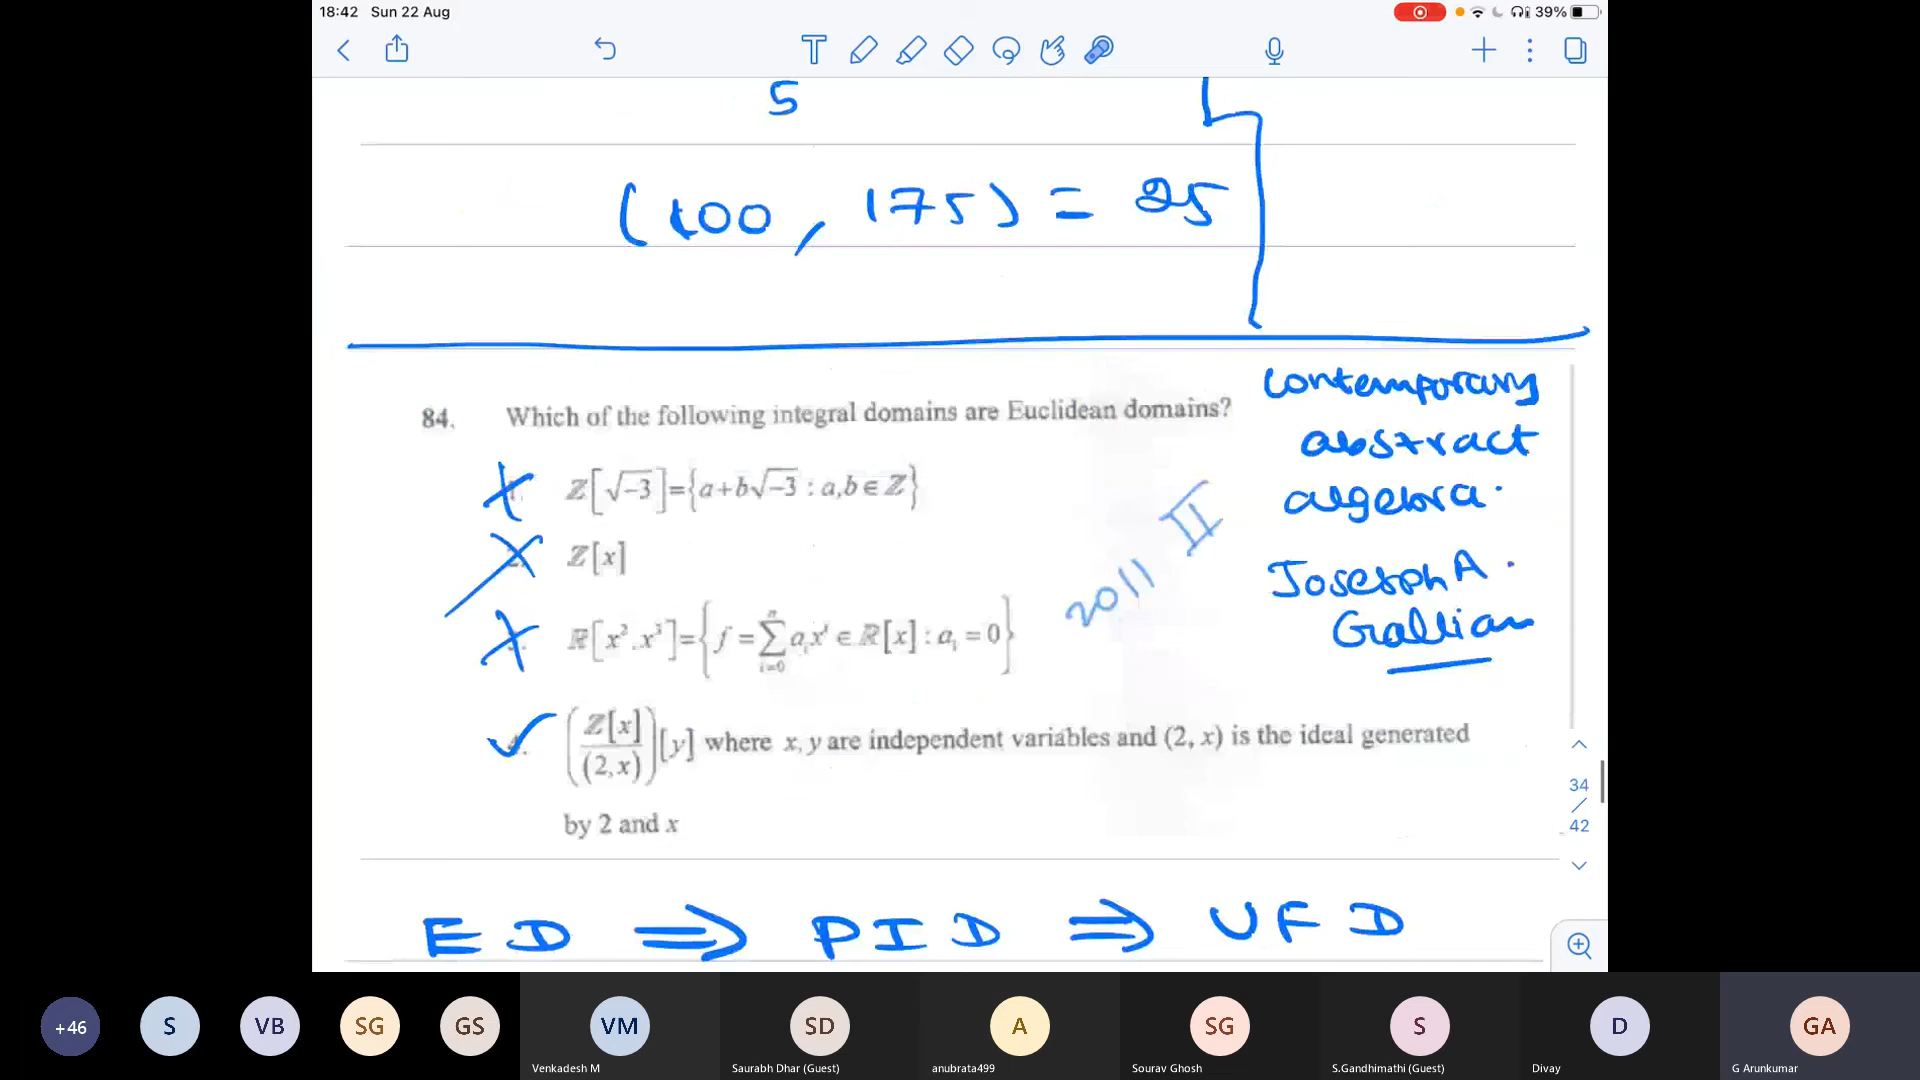 18:42 Sun 22 Aug
39%
5
(100, 175) = 25
84. Which of the following integral domains are Euclidean domains?
ℤ[√-3]={a+b√-3 : a,b∈ℤ}
ℤ[x]
ℝ[x².x³]={f=∑ⁿᵢ₌₀ aᵢxⁱ ∈ ℝ[x] : a₁=0}
(ℤ[x]/(2,x))[y] where x, y are independent variables and (2, x) is the ideal generated
by 2 and x
2011 II
contemporary
abstract
algebra.
Joseph A.
Gallian
34
/
42
ED ⇒ PID ⇒ UFD
+46
S
VB
SG
GS
VM
SD
A
SG
S
D
GA
Venkadesh M
Saurabh Dhar (Guest)
anubrata499
Sourav Ghosh
S.Gandhimathi (Guest)
Divay
G Arunkumar